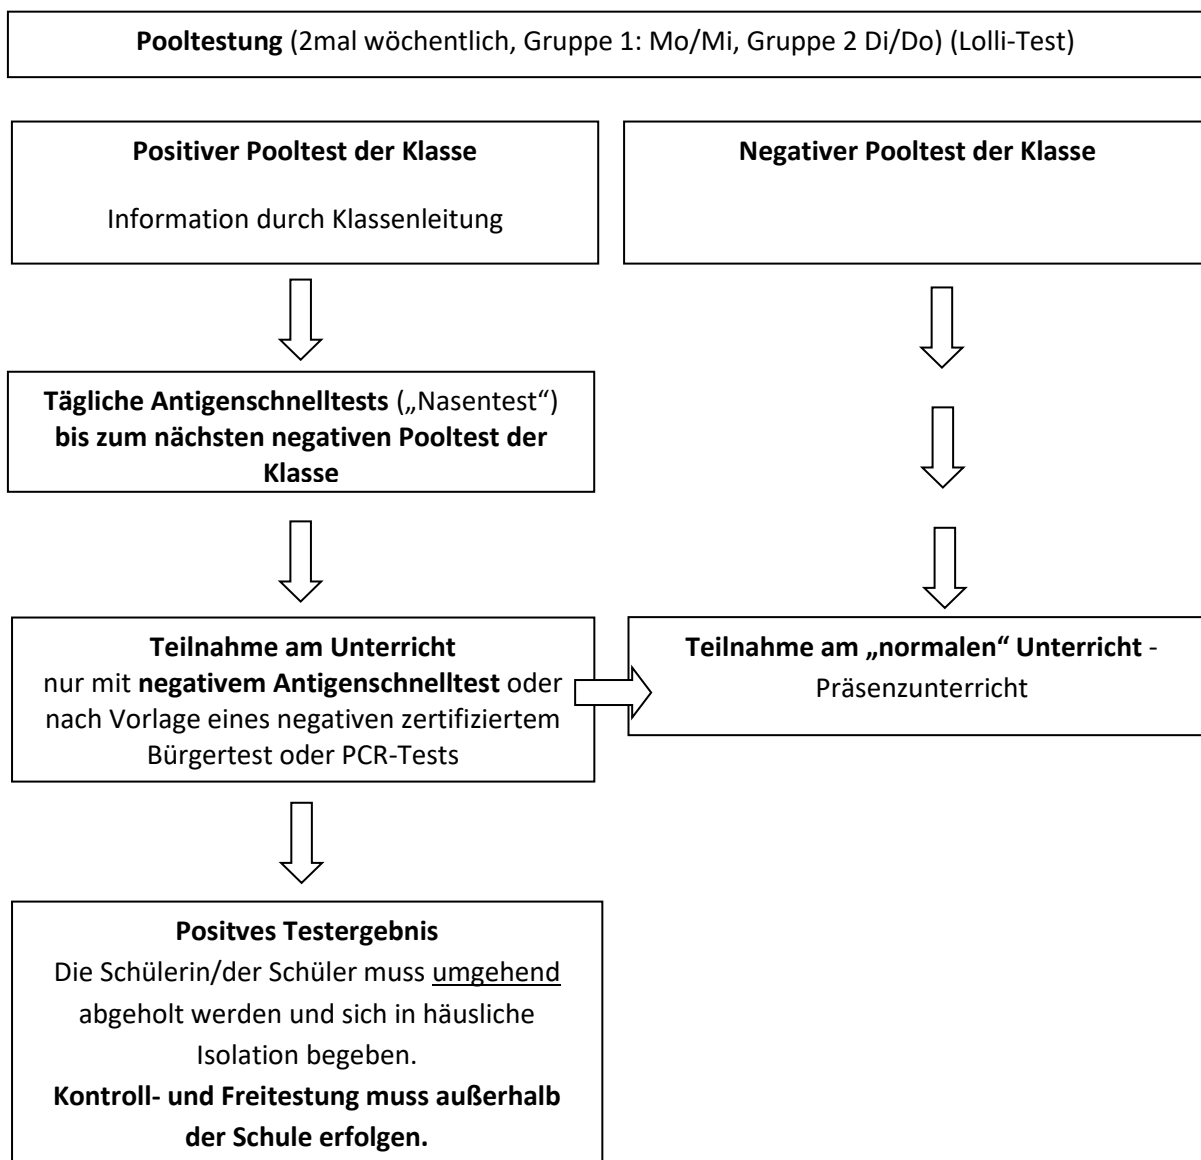 Pooltestung (2mal wöchentlich, Gruppe 1: Mo/Mi, Gruppe 2 Di/Do) (Lolli-Test)
Positiver Pooltest der Klasse
Information durch Klassenleitung
Negativer Pooltest der Klasse
Tägliche Antigenschnelltests („Nasentest“)
bis zum nächsten negativen Pooltest der
Klasse
Teilnahme am Unterricht
nur mit negativem Antigenschnelltest oder
nach Vorlage eines negativen zertifiziertem
Bürgertest oder PCR-Tests
Teilnahme am „normalen“ Unterricht -
Präsenzunterricht
Positves Testergebnis
Die Schülerin/der Schüler muss umgehend
abgeholt werden und sich in häusliche
Isolation begeben.
Kontroll- und Freitestung muss außerhalb
der Schule erfolgen.